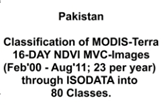 Pakistan
Classification of MODIS-Terra
16-DAY NDVI MVC-Images
(Feb'00 - Aug'11; 23 per year)
through ISODATA into
80 Classes.